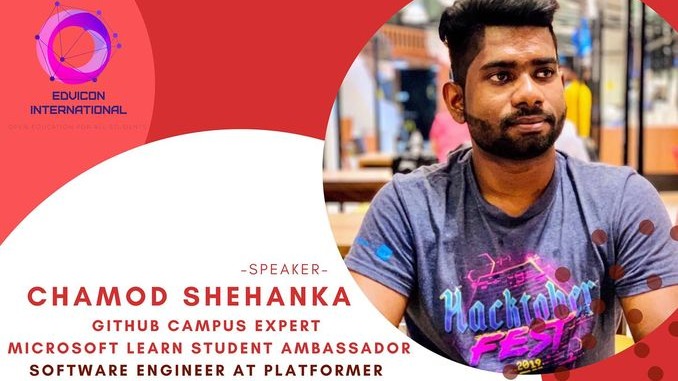 EDVICON
INTERNATIONAL
OPEN EDUCATION FOR ALL STUDENTS
-SPEAKER-
CHAMOD SHEHANKA
GITHUB CAMPUS EXPERT
MICROSOFT LEARN STUDENT AMBASSADOR
SOFTWARE ENGINEER AT PLATFORMER
Hacktober
FEST
2019